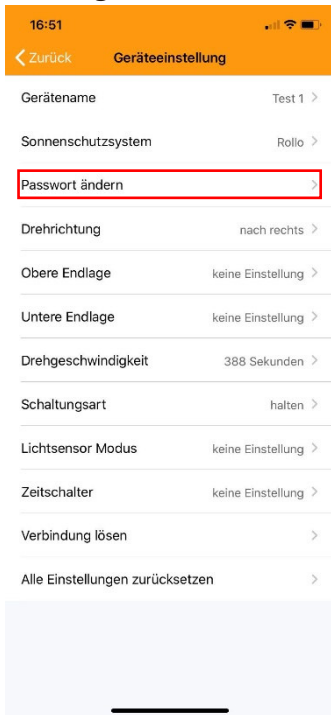 16:51
Zurück Geräteeinstellung
Gerätename Test 1
Sonnenschutzsystem Rollo
Passwort ändern
Drehrichtung nach rechts
Obere Endlage keine Einstellung
Untere Endlage keine Einstellung
Drehgeschwindigkeit 388 Sekunden
Schaltungsart halten
Lichtsensor Modus keine Einstellung
Zeitschalter keine Einstellung
Verbindung lösen
Alle Einstellungen zurücksetzen